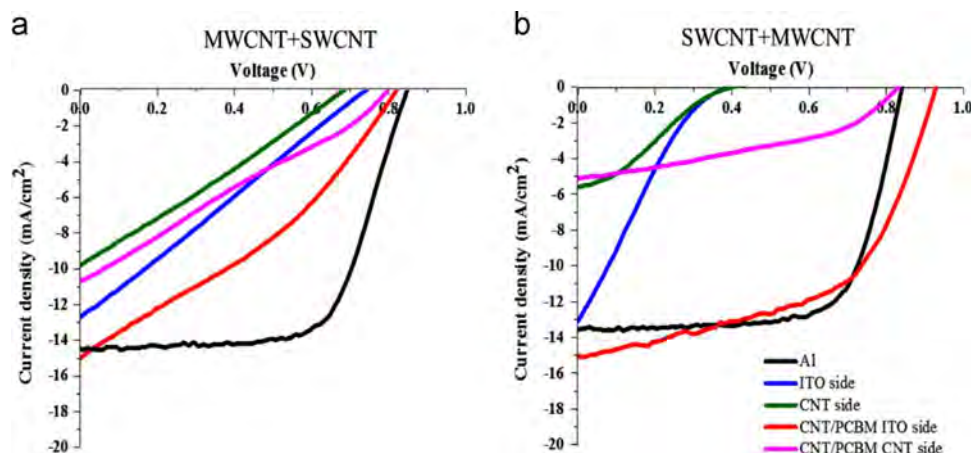 a
MWCNT+SWCNT
Voltage (V)
0.0 0.2 0.4 0.6 0.8 1.0
0
-2
-4
-6
-8
-10
-12
-14
-16
-18
-20
Current density (mA/cm²)
b
SWCNT+MWCNT
Voltage (V)
0.0 0.2 0.4 0.6 0.8 1.0
0
-2
-4
-6
-8
-10
-12
-14
-16
-18
-20
Current density (mA/cm²)
Al
ITO side
CNT side
CNT/PCBM ITO side
CNT/PCBM CNT side